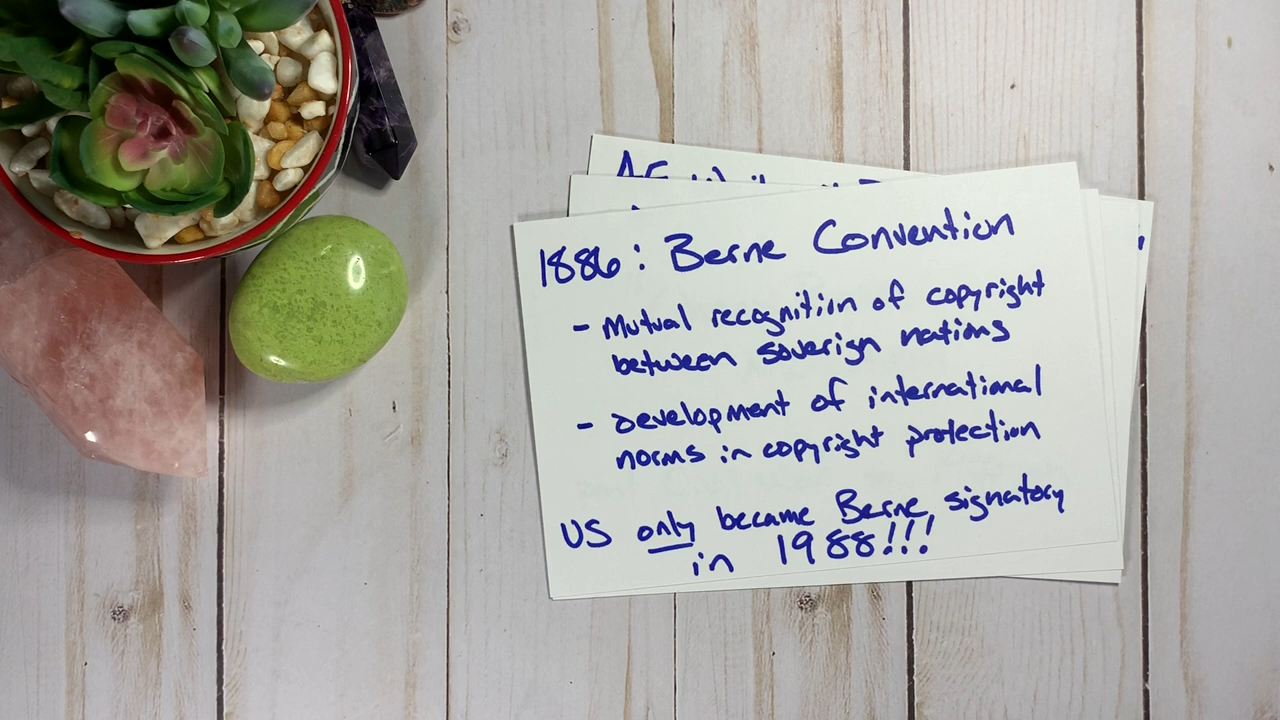 1886: Berne Convention
- Mutual recognition of copyright
between soverign nations
- Development of international
norms in copyright protection
US only became Berne signatory
in 1988!!!